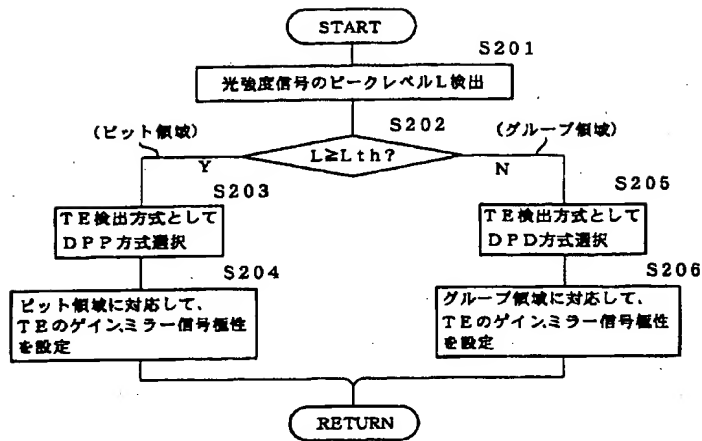 START
S201
光強度信号のピークレベルL検出
S202
(ピット領域)
(グルーブ領域)
L≧Lth?
Y
N
S203
TE検出方式として
DPP方式選択
S205
TE検出方式として
DPD方式選択
S204
ピット領域に対応して、
TEのゲイン、ミラー信号極性
を設定
S206
グルーブ領域に対応して、
TEのゲイン、ミラー信号極性
を設定
RETURN